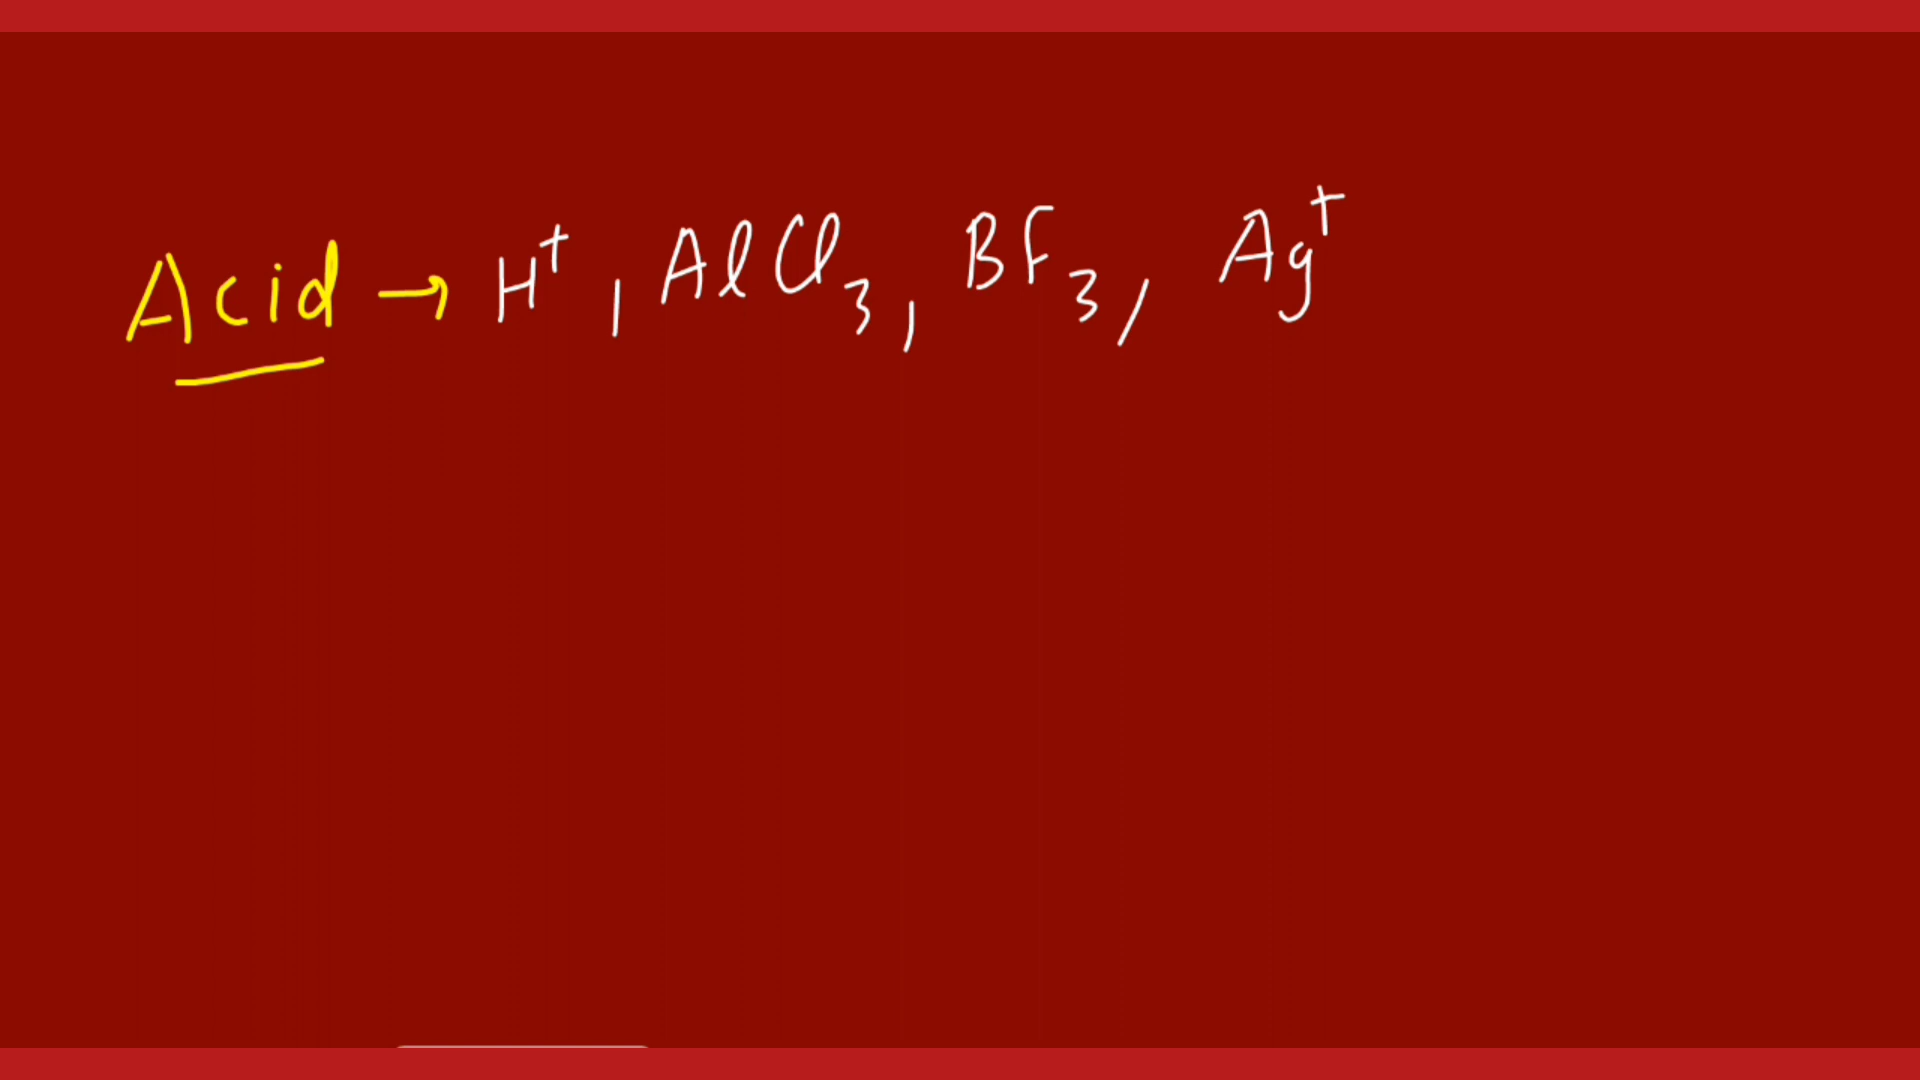 Acid → H⁺, AlCl₃, BF₃, Ag⁺